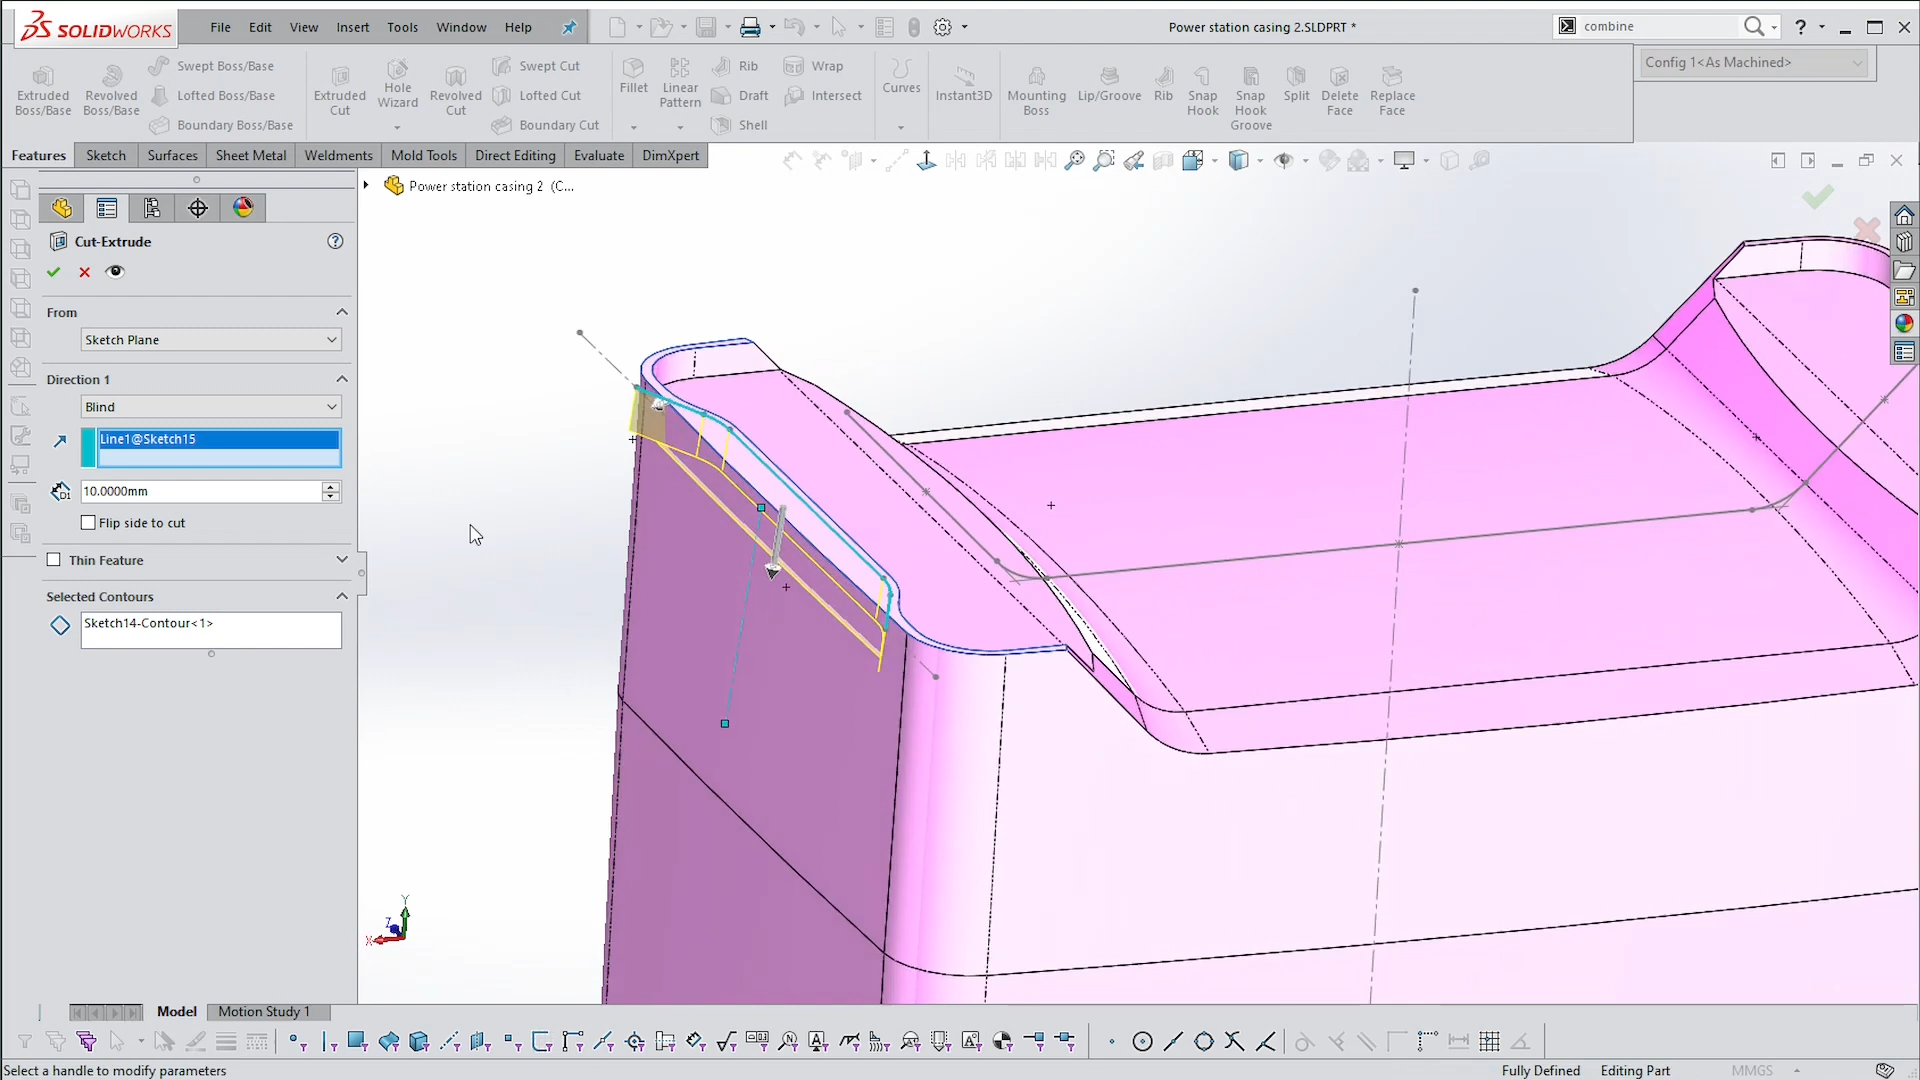 SOLIDWORKS
File Edit View Insert Tools Window Help
Power station casing 2.SLDPRT *
combine
?
Config 1<As Machined>
Extruded Boss/Base
Revolved Boss/Base
Swept Boss/Base
Lofted Boss/Base
Boundary Boss/Base
Extruded Cut
Hole Wizard
Revolved Cut
Swept Cut
Lofted Cut
Boundary Cut
Fillet
Linear Pattern
Rib
Draft
Shell
Wrap
Intersect
Curves
Instant3D
Mounting Boss
Lip/Groove
Rib
Snap Hook
Snap Hook Groove
Split
Delete Face
Replace Face
Features Sketch Surfaces Sheet Metal Weldments Mold Tools Direct Editing Evaluate DimXpert
Power station casing 2 (C...
Cut-Extrude
From
Sketch Plane
Direction 1
Blind
Line1@Sketch15
D1
10.0000mm
Flip side to cut
Thin Feature
Selected Contours
Sketch14-Contour<1>
Y
Z
X
Model Motion Study 1
Select a handle to modify parameters
Fully Defined Editing Part MMGS